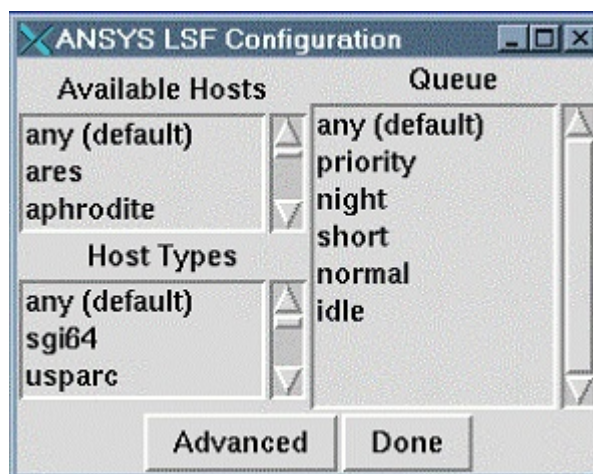 ANSYS LSF Configuration
Available Hosts
any (default)
ares
aphrodite
Host Types
any (default)
sgi64
usparc
Queue
any (default)
priority
night
short
normal
idle
Advanced
Done